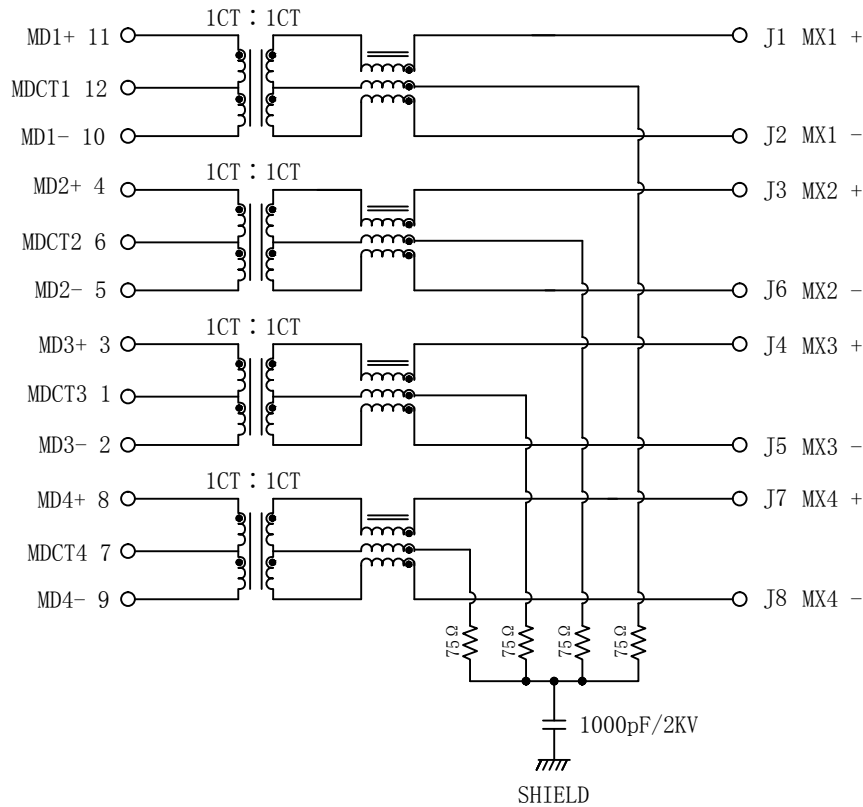 1CT : 1CT
MD1+ 11
J1 MX1 +
MDCT1 12
MD1- 10
J2 MX1 -
1CT : 1CT
MD2+ 4
J3 MX2 +
MDCT2 6
MD2- 5
J6 MX2 -
1CT : 1CT
MD3+ 3
J4 MX3 +
MDCT3 1
MD3- 2
J5 MX3 -
1CT : 1CT
MD4+ 8
J7 MX4 +
MDCT4 7
MD4- 9
J8 MX4 -
75Ω
75Ω
75Ω
75Ω
1000pF/2KV
SHIELD